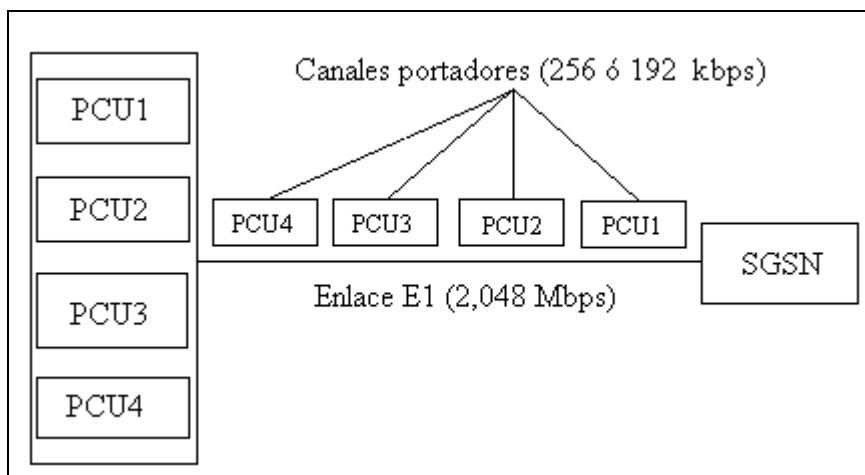 Canales portadores (256 ó 192 kbps)
PCU1
PCU2
PCU3
PCU4
PCU4
PCU3
PCU2
PCU1
SGSN
Enlace E1 (2,048 Mbps)